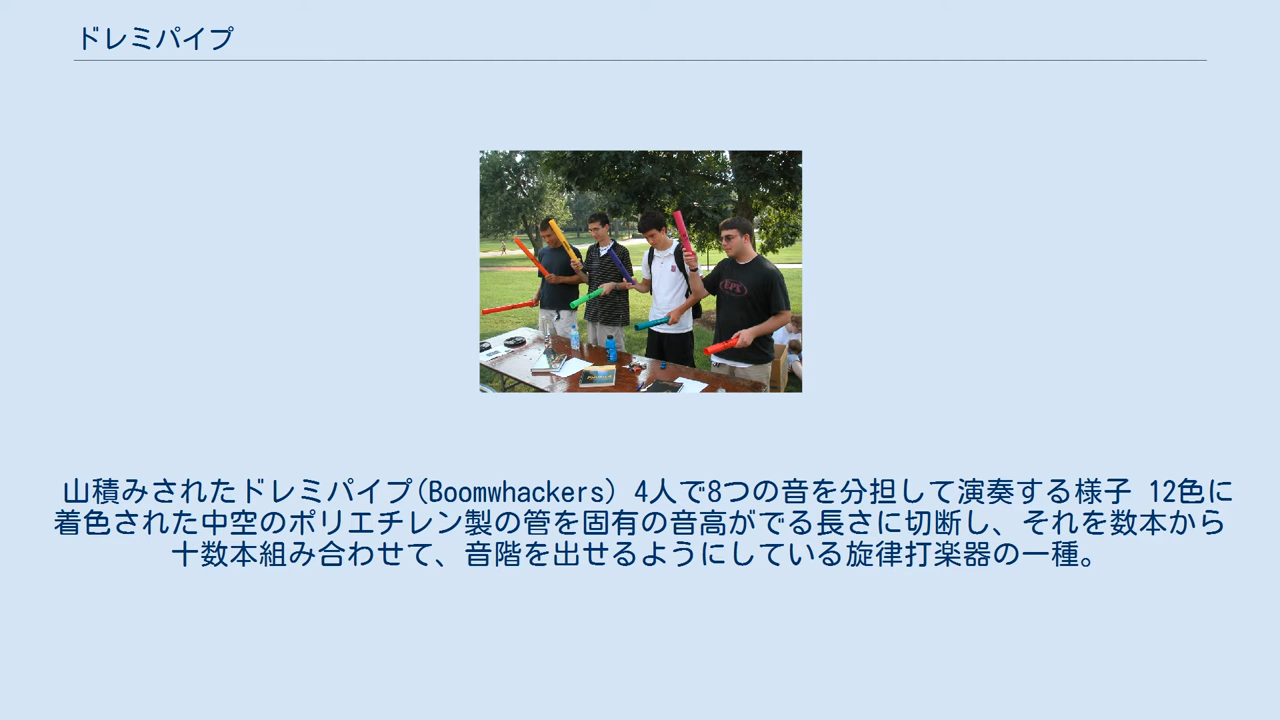 ドレミパイプ
山積みされたドレミパイプ(Boomwhackers) 4人で8つの音を分担して演奏する様子 12色に
着色された中空のポリエチレン製の管を固有の音高がでる長さに切断し、それを数本から
十数本組み合わせて、音階を出せるようにしている旋律打楽器の一種。